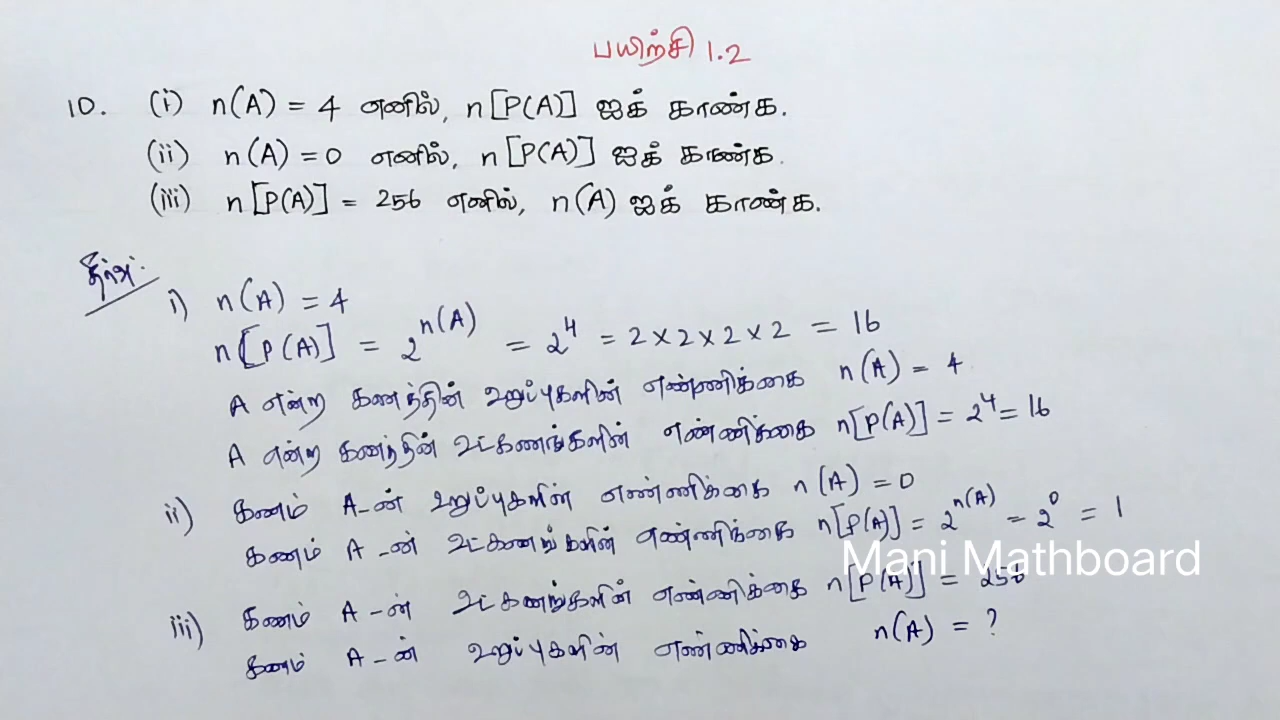 பயிற்சி 1.2
10. (i) n(A) = 4 எனில், n[P(A)] ஐக் காண்க.
(ii) n(A) = 0 எனில், n[P(A)] ஐக் காண்க.
(iii) n[P(A)] = 256 எனில், n(A) ஐக் காண்க.
தீர்வு:
i) n(A) = 4
n[P(A)] = 2^n(A) = 2^4 = 2 × 2 × 2 × 2 = 16
A என்ற கணத்தின் உறுப்புகளின் எண்ணிக்கை n(A) = 4
A என்ற கணத்தின் உட்கணங்களின் எண்ணிக்கை n[P(A)] = 2^4 = 16
ii) கணம் A-ன் உறுப்புகளின் எண்ணிக்கை n(A) = 0
கணம் A-ன் உட்கணங்களின் எண்ணிக்கை n[P(A)] = 2^n(A) = 2^0 = 1
Mani Mathboard
iii) கணம் A-ன் உட்கணங்களின் எண்ணிக்கை n[P(A)] = 256
கணம் A-ன் உறுப்புகளின் எண்ணிக்கை n(A) = ?